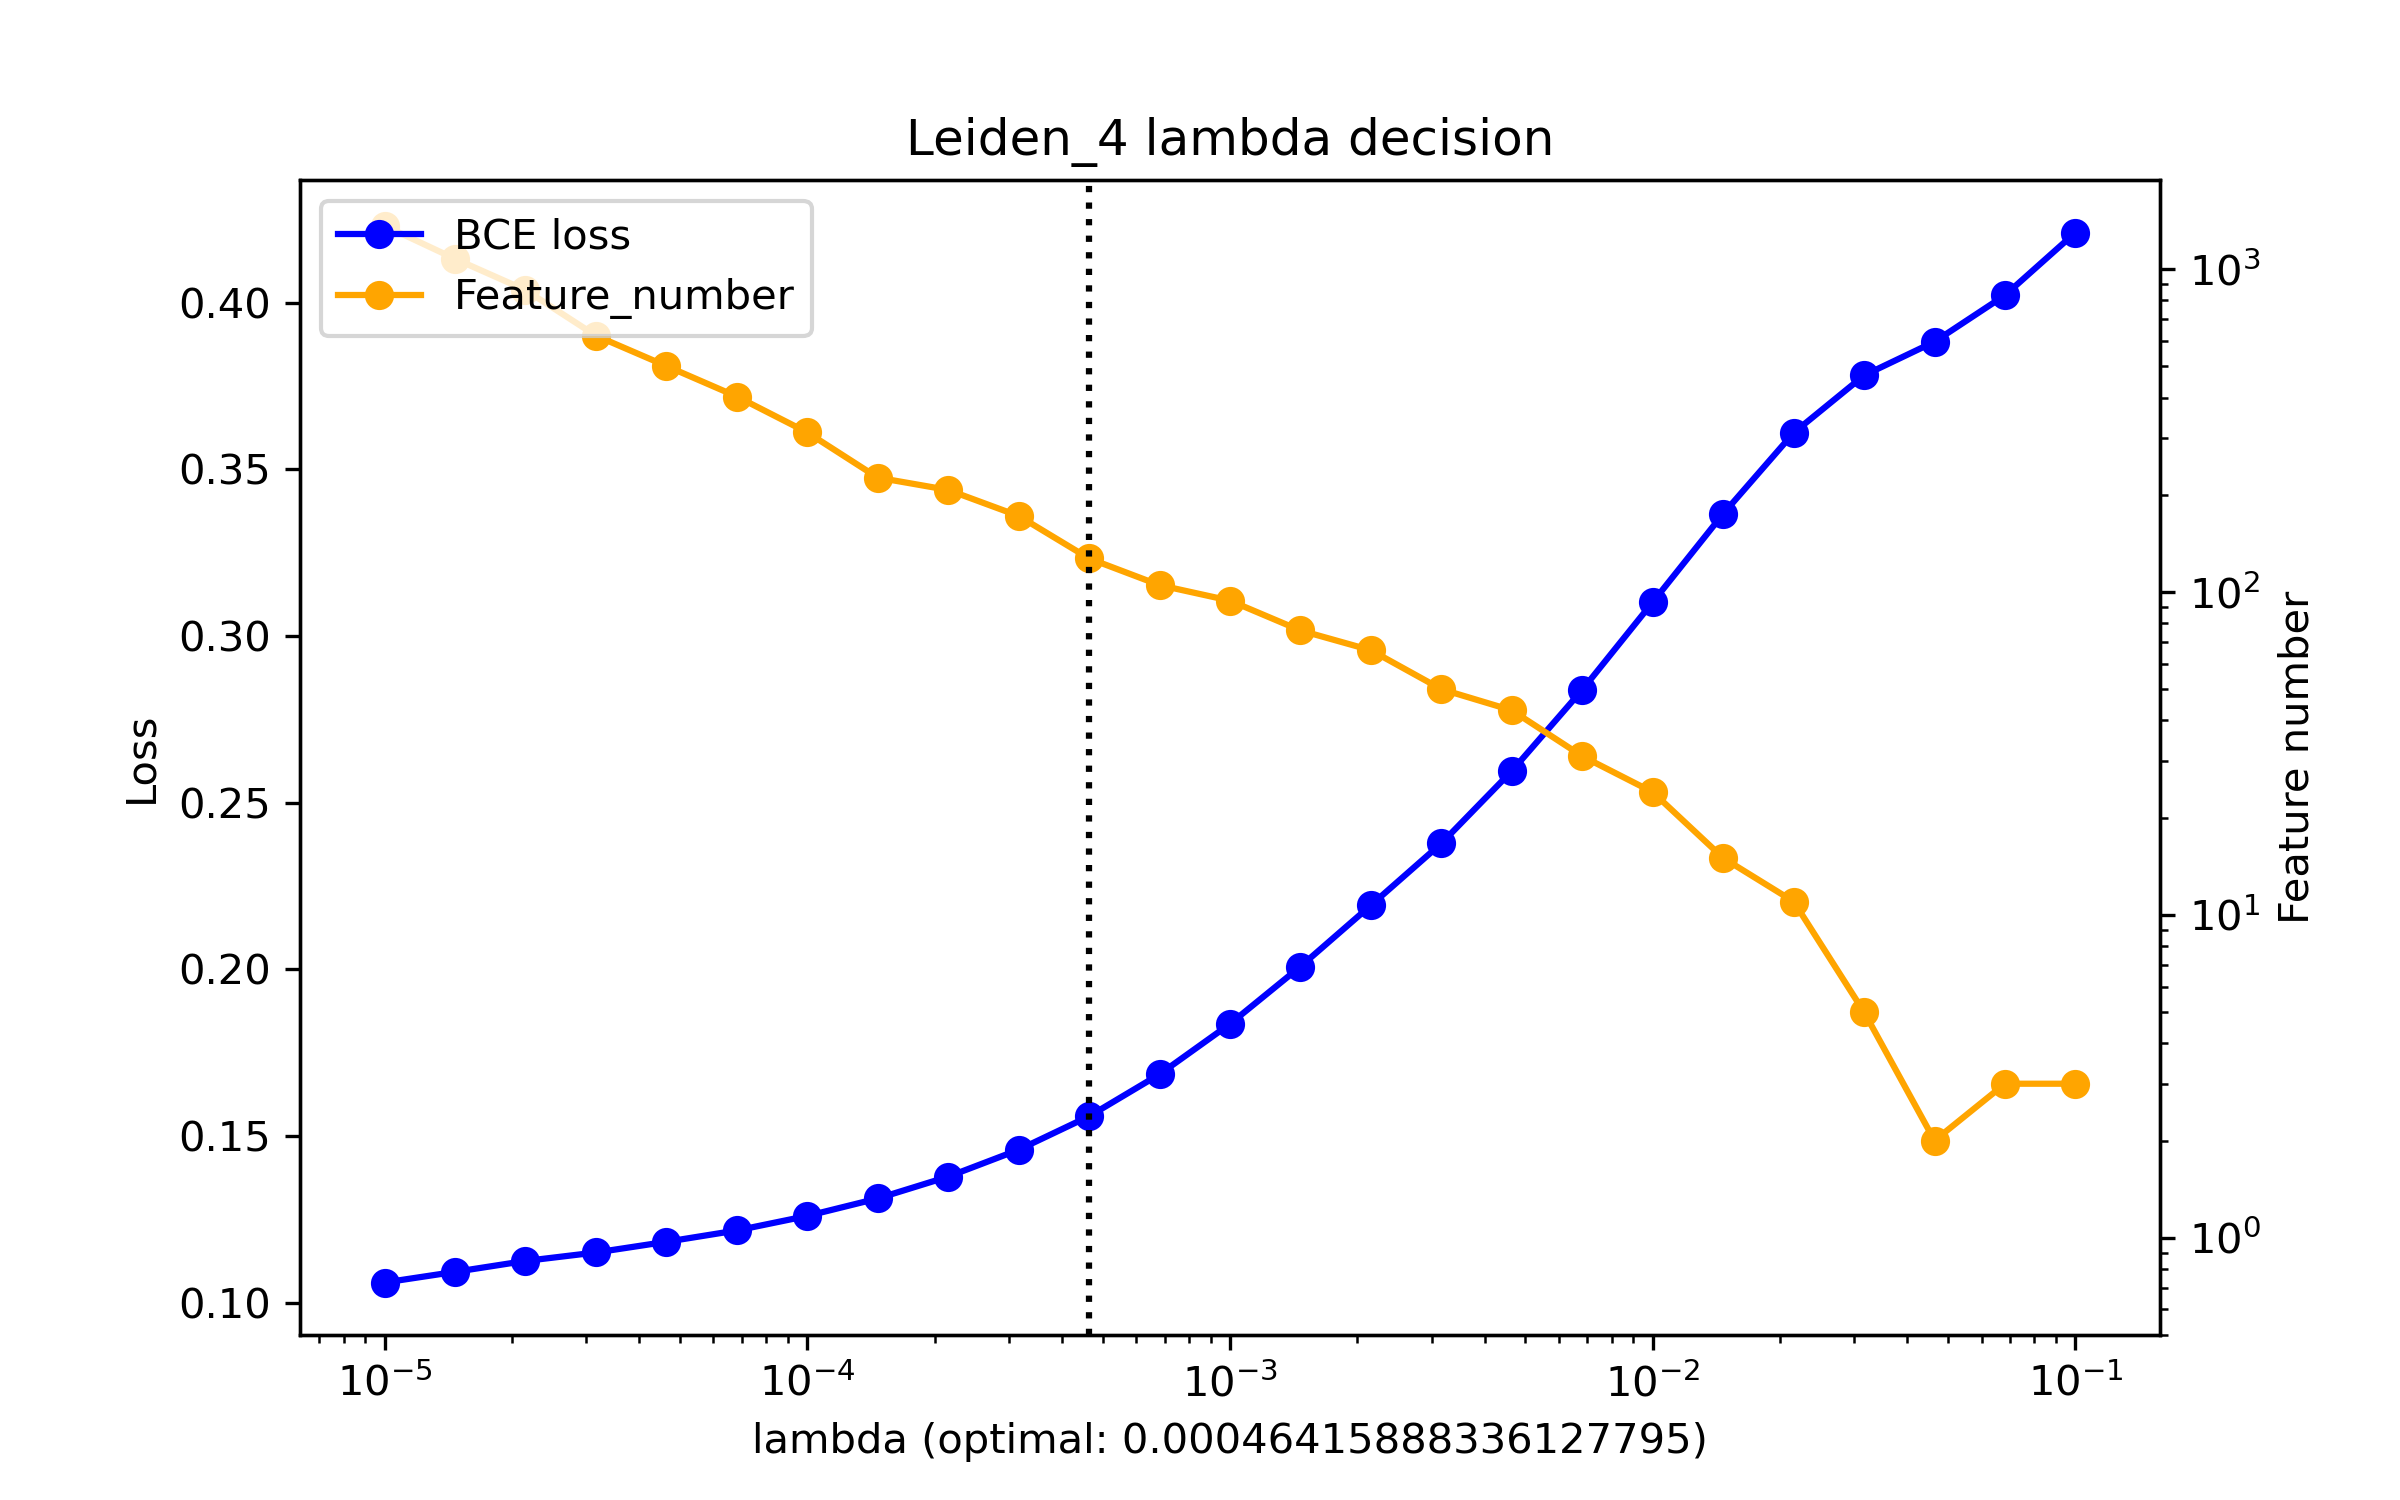 Leiden_4 lambda decision
BCE loss
Feature_number
0.40
0.35
0.30
0.25
0.20
0.15
0.10
Loss
10³
10²
10¹
10⁰
Feature number
10⁻⁵ 10⁻⁴ 10⁻³ 10⁻² 10⁻¹
lambda (optimal: 0.00046415888336127795)